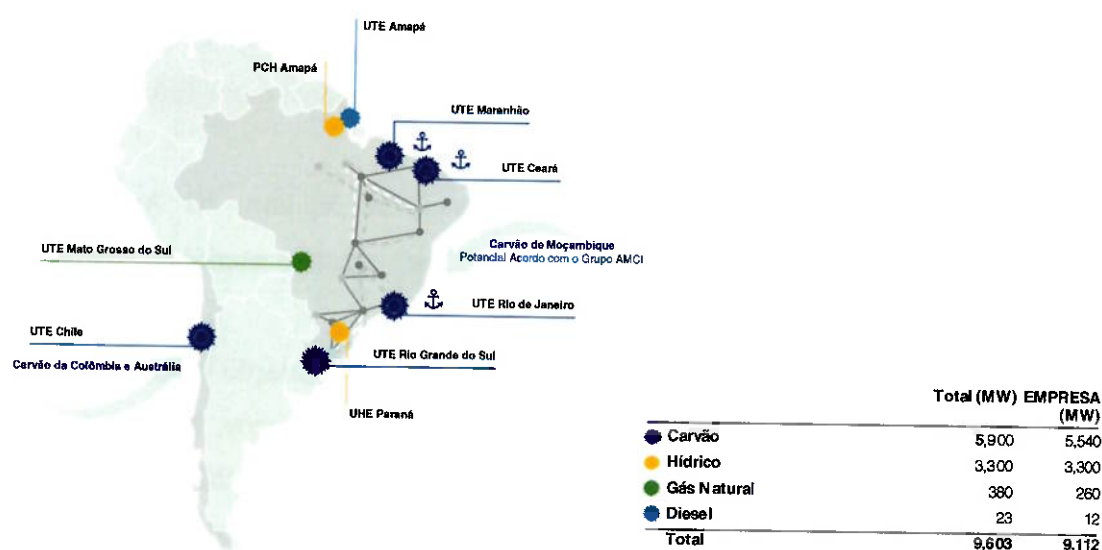 UTE Amapá
PCH Amapá
UTE Maranhão
UTE Ceará
UTE Mato Grosso do Sul
Carvão de Moçambique
Potencial Acordo com o Grupo AMCI
UTE Rio de Janeiro
UTE Chile
Carvão da Colômbia e Austrália
UTE Rio Grande do Sul
UHE Paraná
Total (MW) EMPRESA
(MW)
Carvão 5,900 5,540
Hídrico 3,300 3,300
Gás Natural 380 260
Diesel 23 12
Total 9,603 9,112